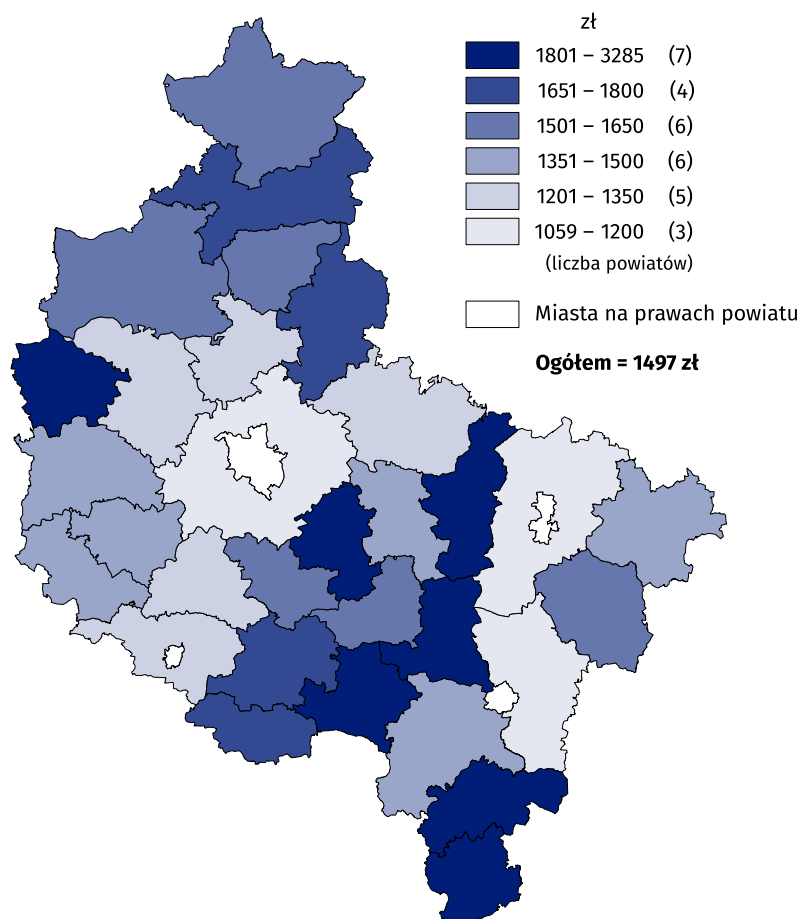 zł
1801 – 3285 (7)
1651 – 1800 (4)
1501 – 1650 (6)
1351 – 1500 (6)
1201 – 1350 (5)
1059 – 1200 (3)
(liczba powiatów)
Miasta na prawach powiatu
Ogółem = 1497 zł